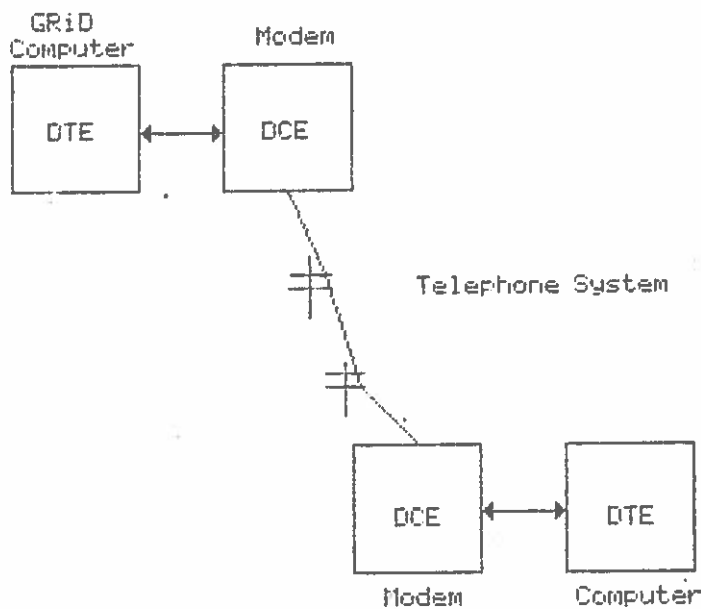 GRiD
Computer
Modem
DTE
DCE
Telephone System
DCE
DTE
Modem
Computer